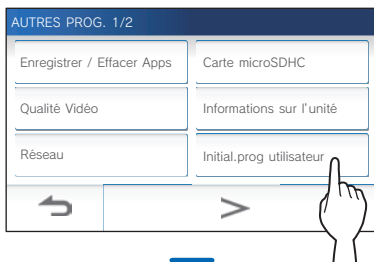 AUTRES PROG. 1/2
Enregistrer / Effacer Apps
Carte microSDHC
Qualité Vidéo
Informations sur l'unité
Réseau
Initial.prog utilisateur